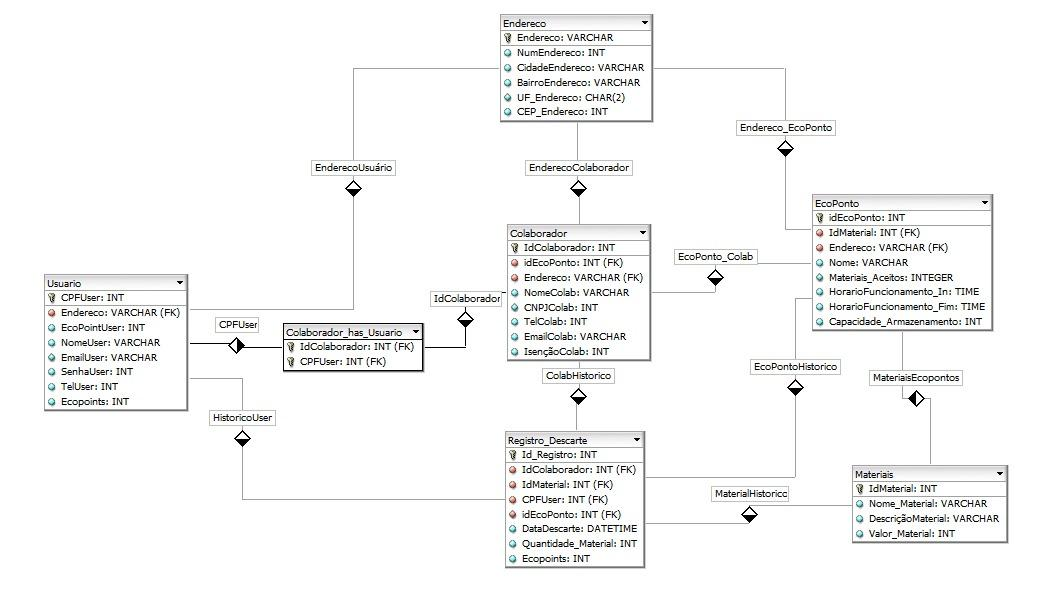 Endereco
Endereco: VARCHAR
NumEndereco: INT
CidadeEndereco: VARCHAR
BairroEndereco: VARCHAR
UF_Endereco: CHAR(2)
CEP_Endereco: INT
Endereco_EcoPonto
EnderecoUsuário
EnderecoColaborador
EcoPonto
idEcoPonto: INT
IdMaterial: INT (FK)
Endereco: VARCHAR (FK)
Nome: VARCHAR
Materiais_Aceitos: INTEGER
HorarioFuncionamento_In: TIME
HorarioFuncionamento_Fim: TIME
Capacidade_Armazenamento: INT
Colaborador
IdColaborador: INT
idEcoPonto: INT (FK)
Endereco: VARCHAR (FK)
NomeColab: VARCHAR
CNPJColab: INT
TelColab: INT
EmailColab: VARCHAR
IsençãoColab: INT
EcoPonto_Colab
Usuario
CPFUser: INT
Endereco: VARCHAR (FK)
EcoPointUser: INT
NomeUser: VARCHAR
EmailUser: VARCHAR
SenhaUser: INT
TelUser: INT
Ecopoints: INT
IdColaborador
CPFUser
Colaborador_has_Usuario
IdColaborador: INT (FK)
CPFUser: INT (FK)
ColabHistorico
EcoPontoHistorico
MateriaisEcopontos
HistoricoUser
Registro_Descarte
Id_Registro: INT
IdColaborador: INT (FK)
IdMaterial: INT (FK)
CPFUser: INT (FK)
idEcoPonto: INT (FK)
DataDescarte: DATETIME
Quantidade_Material: INT
Ecopoints: INT
MaterialHistorico
Materiais
IdMaterial: INT
Nome_Material: VARCHAR
DescriçãoMaterial: VARCHAR
Valor_Material: INT